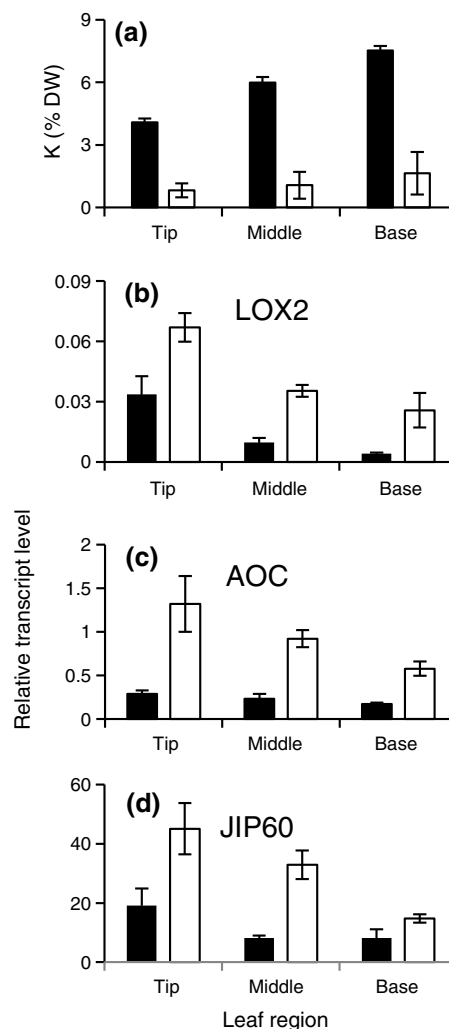 (a)
K (% DW)
9
6
3
0
Tip Middle Base
(b)
LOX2
0.09
0.06
0.03
0
Tip Middle Base
Relative transcript level
(c)
AOC
2
1.5
1
0.5
0
Tip Middle Base
(d)
JIP60
60
40
20
0
Tip Middle Base
Leaf region